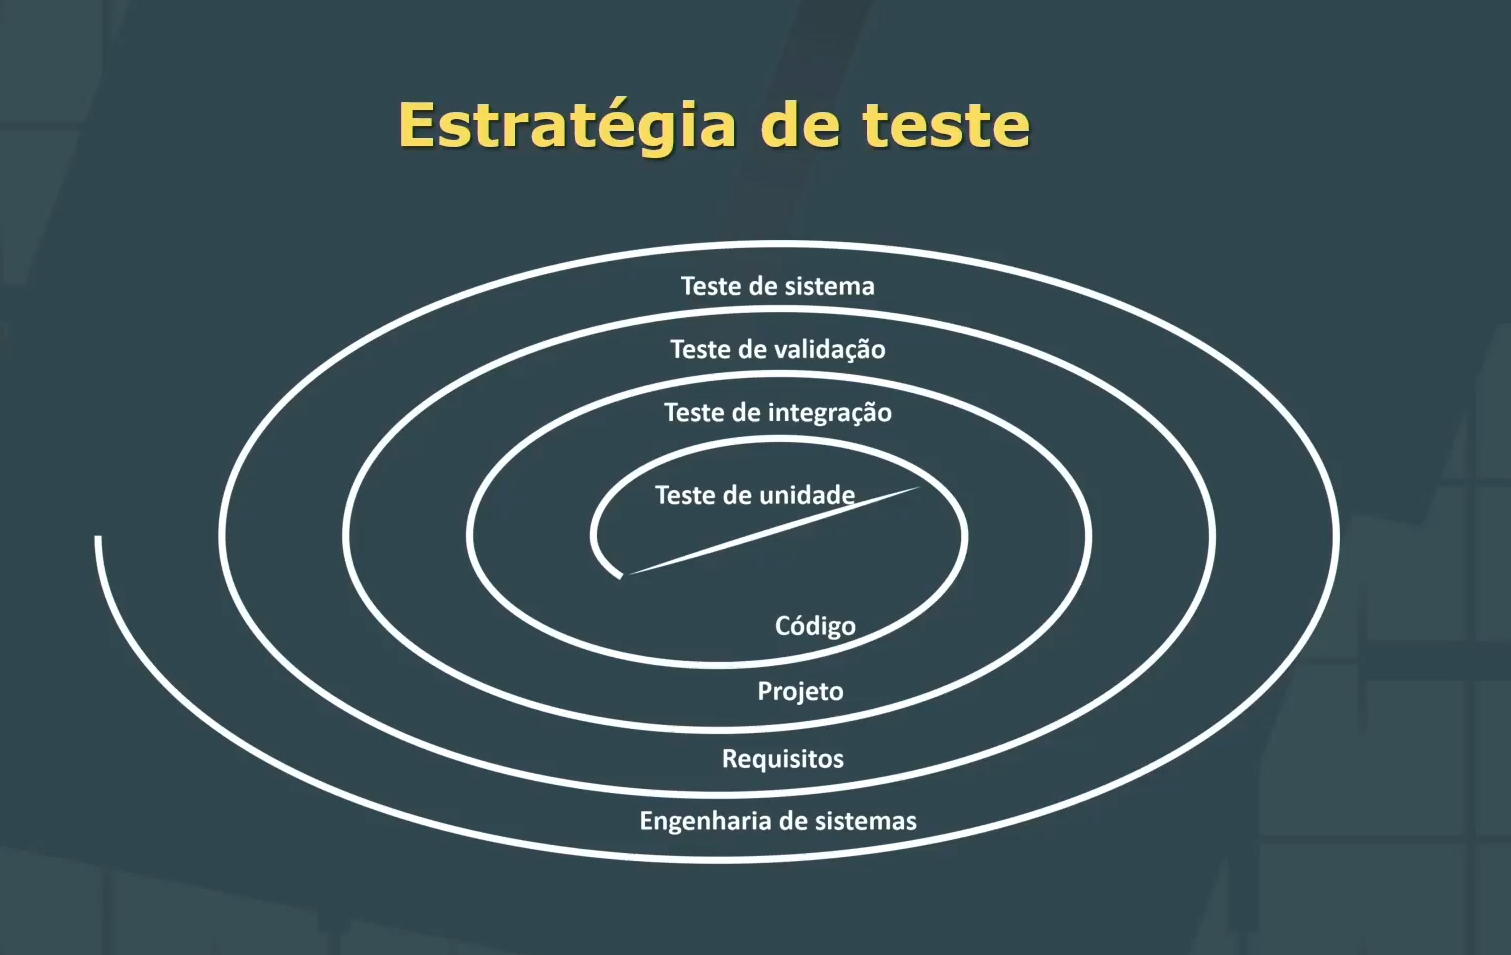 Estratégia de teste
Teste de sistema
Teste de validação
Teste de integração
Teste de unidade
Código
Projeto
Requisitos
Engenharia de sistemas